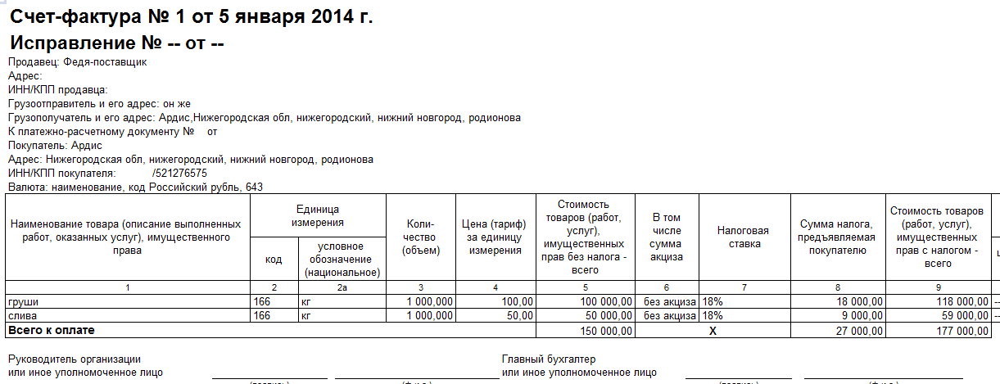 Счет-фактура № 1 от 5 января 2014 г.
Исправление № -- от --
Продавец: Федя-поставщик
Адрес:
ИНН/КПП продавца:
Грузоотправитель и его адрес: он же
Грузополучатель и его адрес: Ардис,Нижегородская обл, нижегородский, нижний новгород, родионова
К платежно-расчетному документу № от
Покупатель: Ардис
Адрес: Нижегородская обл, нижегородский, нижний новгород, родионова
ИНН/КПП покупателя: /521276575
Валюта: наименование, код Российский рубль, 643
Наименование товара (описание выполненных
работ, оказанных услуг), имущественного
права
Единица
измерения
код
условное
обозначение
(национальное)
Коли-
чество
(объем)
Цена (тариф)
за единицу
измерения
Стоимость
товаров (работ,
услуг),
имущественных
прав без налога -
всего
В том
числе
сумма
акциза
Налоговая
ставка
Сумма налога,
предъявляемая
покупателю
Стоимость товаров
(работ, услуг),
имущественных
прав с налогом -
всего
1 2 2а 3 4 5 6 7 8 9
груши 166 кг 1 000,000 100,00 100 000,00 без акциза 18% 18 000,00 118 000,00 --
слива 166 кг 1 000,000 50,00 50 000,00 без акциза 18% 9 000,00 59 000,00 --
Всего к оплате 150 000,00 Х 27 000,00 177 000,00
Руководитель организации
или иное уполномоченное лицо
Главный бухгалтер
или иное уполномоченное лицо